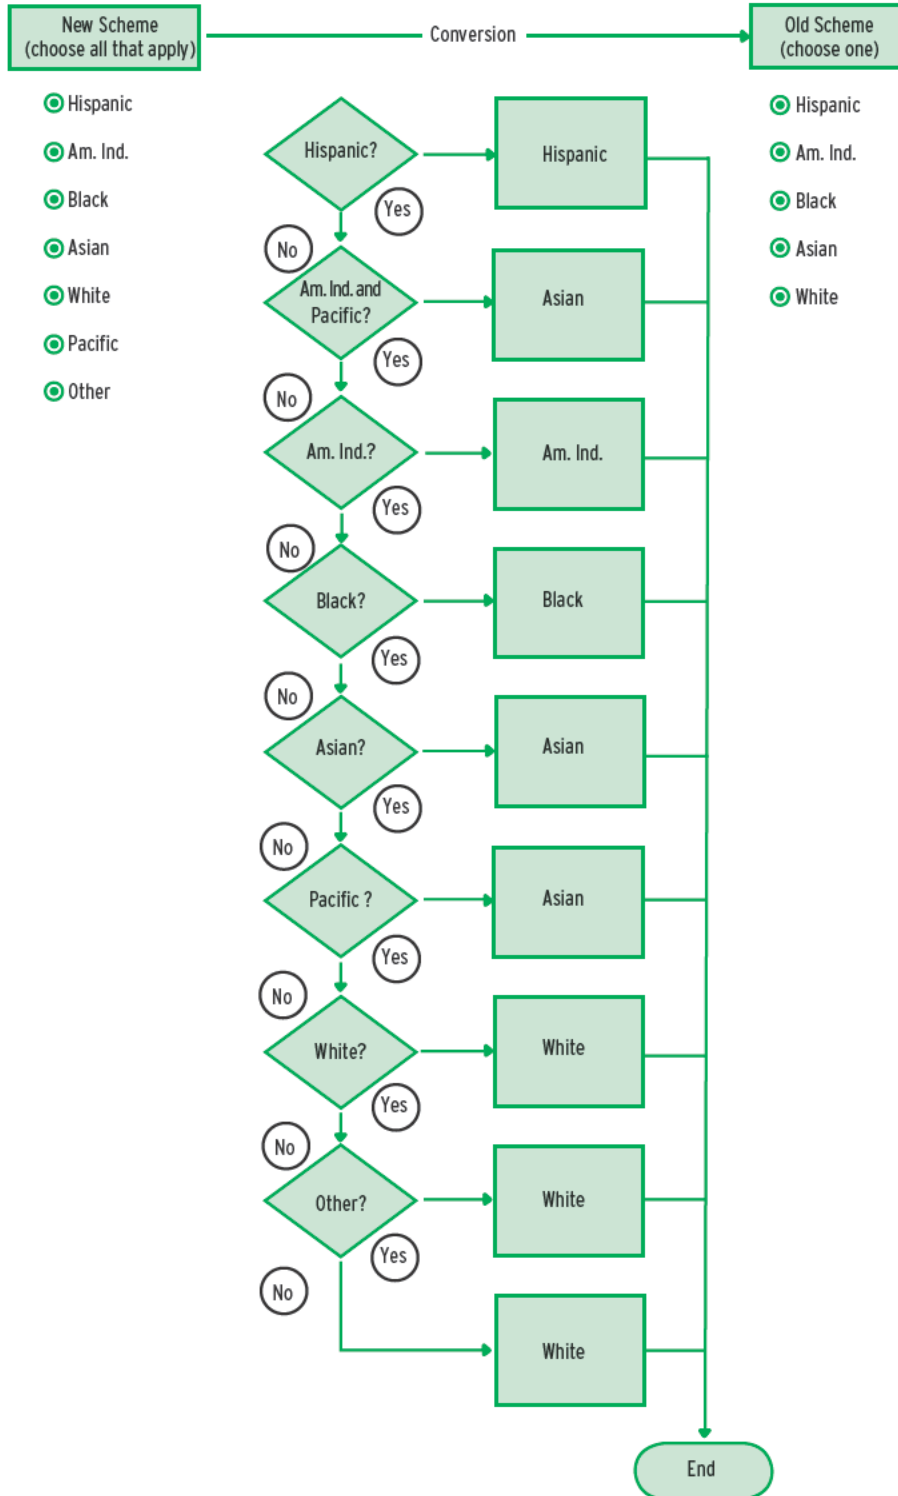 New Scheme
(choose all that apply)
Conversion
Old Scheme
(choose one)
Hispanic
Am. Ind.
Black
Asian
White
Pacific
Other
Hispanic
Am. Ind.
Black
Asian
White
Hispanic?
Hispanic
Yes
No
Am. Ind. and
Pacific?
Asian
Yes
No
Am. Ind.?
Am. Ind.
Yes
No
Black?
Black
Yes
No
Asian?
Asian
Yes
No
Pacific ?
Asian
Yes
No
White?
White
Yes
No
Other?
White
Yes
No
White
End